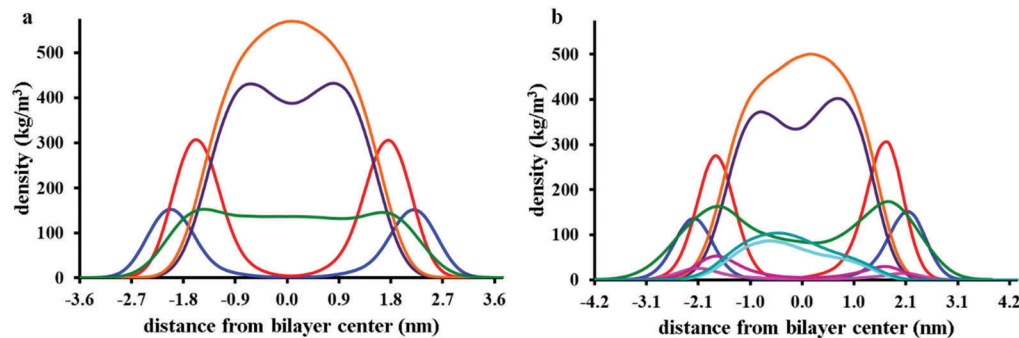 a
density (kg/m³)
500
400
300
200
100
0
-3.6 -2.7 -1.8 -0.9 0.0 0.9 1.8 2.7 3.6
distance from bilayer center (nm)
b
density (kg/m³)
500
400
300
200
100
0
-4.2 -3.1 -2.1 -1.0 0.0 1.0 2.1 3.1 4.2
distance from bilayer center (nm)